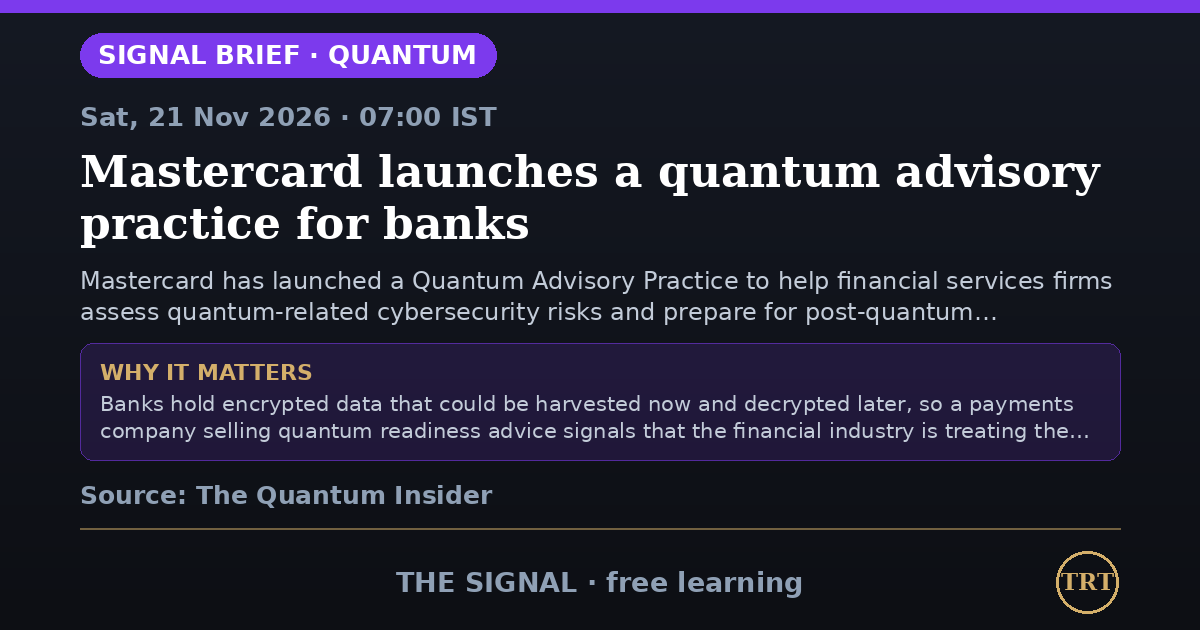 SIGNAL BRIEF · QUANTUM
Sat, 21 Nov 2026 · 07:00 IST
Mastercard launches a quantum advisory
practice for banks
Mastercard has launched a Quantum Advisory Practice to help financial services firms
assess quantum-related cybersecurity risks and prepare for post-quantum…
WHY IT MATTERS
Banks hold encrypted data that could be harvested now and decrypted later, so a payments
company selling quantum readiness advice signals that the financial industry is treating the…
Source: The Quantum Insider
THE SIGNAL · free learning
TRT